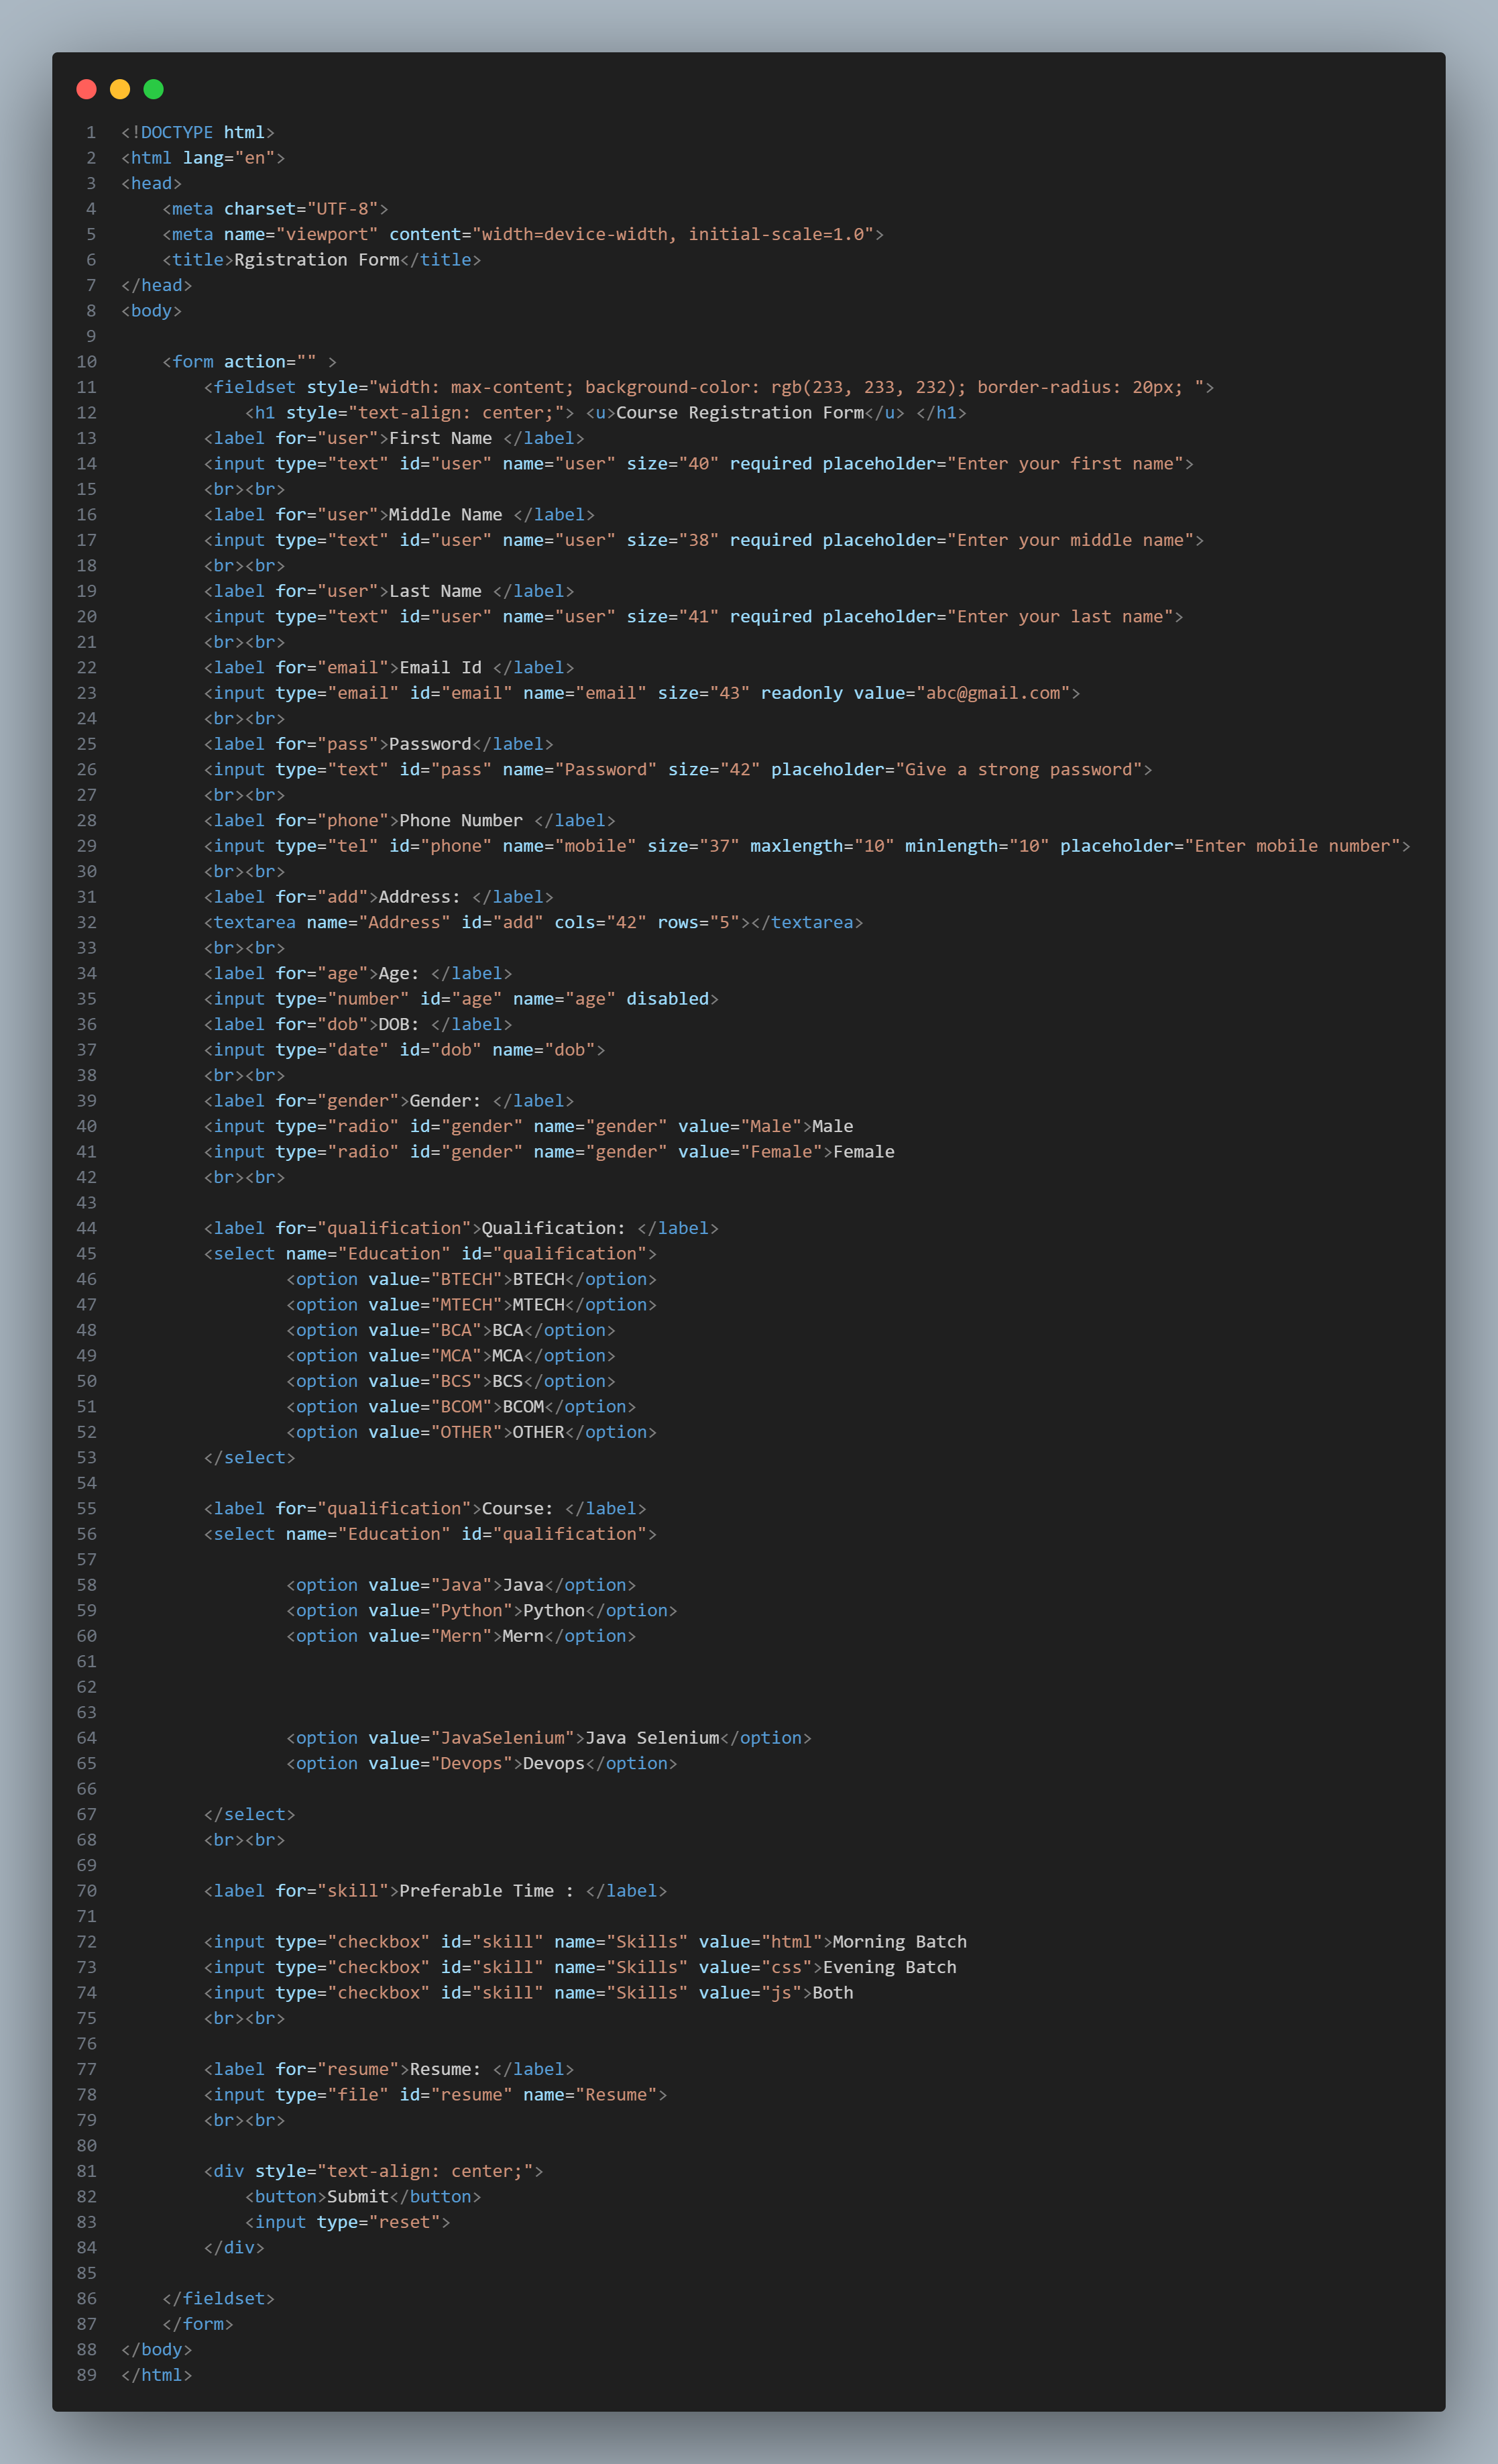 1 <!DOCTYPE html>
2 <html lang="en">
3 <head>
4     <meta charset="UTF-8">
5     <meta name="viewport" content="width=device-width, initial-scale=1.0">
6     <title>Rgistration Form</title>
7 </head>
8 <body>
9
10     <form action="" >
11         <fieldset style="width: max-content; background-color: rgb(233, 233, 232); border-radius: 20px; ">
12             <h1 style="text-align: center;"> <u>Course Registration Form</u> </h1>
13         <label for="user">First Name </label>
14         <input type="text" id="user" name="user" size="40" required placeholder="Enter your first name">
15         <br><br>
16         <label for="user">Middle Name </label>
17         <input type="text" id="user" name="user" size="38" required placeholder="Enter your middle name">
18         <br><br>
19         <label for="user">Last Name </label>
20         <input type="text" id="user" name="user" size="41" required placeholder="Enter your last name">
21         <br><br>
22         <label for="email">Email Id </label>
23         <input type="email" id="email" name="email" size="43" readonly value="abc@gmail.com">
24         <br><br>
25         <label for="pass">Password</label>
26         <input type="text" id="pass" name="Password" size="42" placeholder="Give a strong password">
27         <br><br>
28         <label for="phone">Phone Number </label>
29         <input type="tel" id="phone" name="mobile" size="37" maxlength="10" minlength="10" placeholder="Enter mobile number">
30         <br><br>
31         <label for="add">Address: </label>
32         <textarea name="Address" id="add" cols="42" rows="5"></textarea>
33         <br><br>
34         <label for="age">Age: </label>
35         <input type="number" id="age" name="age" disabled>
36         <label for="dob">DOB: </label>
37         <input type="date" id="dob" name="dob">
38         <br><br>
39         <label for="gender">Gender: </label>
40         <input type="radio" id="gender" name="gender" value="Male">Male
41         <input type="radio" id="gender" name="gender" value="Female">Female
42         <br><br>
43
44         <label for="qualification">Qualification: </label>
45         <select name="Education" id="qualification">
46                 <option value="BTECH">BTECH</option>
47                 <option value="MTECH">MTECH</option>
48                 <option value="BCA">BCA</option>
49                 <option value="MCA">MCA</option>
50                 <option value="BCS">BCS</option>
51                 <option value="BCOM">BCOM</option>
52                 <option value="OTHER">OTHER</option>
53         </select>
54
55         <label for="qualification">Course: </label>
56         <select name="Education" id="qualification">
57
58                 <option value="Java">Java</option>
59                 <option value="Python">Python</option>
60                 <option value="Mern">Mern</option>
61
62
63
64                 <option value="JavaSelenium">Java Selenium</option>
65                 <option value="Devops">Devops</option>
66
67         </select>
68         <br><br>
69
70         <label for="skill">Preferable Time : </label>
71
72         <input type="checkbox" id="skill" name="Skills" value="html">Morning Batch
73         <input type="checkbox" id="skill" name="Skills" value="css">Evening Batch
74         <input type="checkbox" id="skill" name="Skills" value="js">Both
75         <br><br>
76
77         <label for="resume">Resume: </label>
78         <input type="file" id="resume" name="Resume">
79         <br><br>
80
81         <div style="text-align: center;">
82             <button>Submit</button>
83             <input type="reset">
84         </div>
85
86     </fieldset>
87     </form>
88 </body>
89 </html>